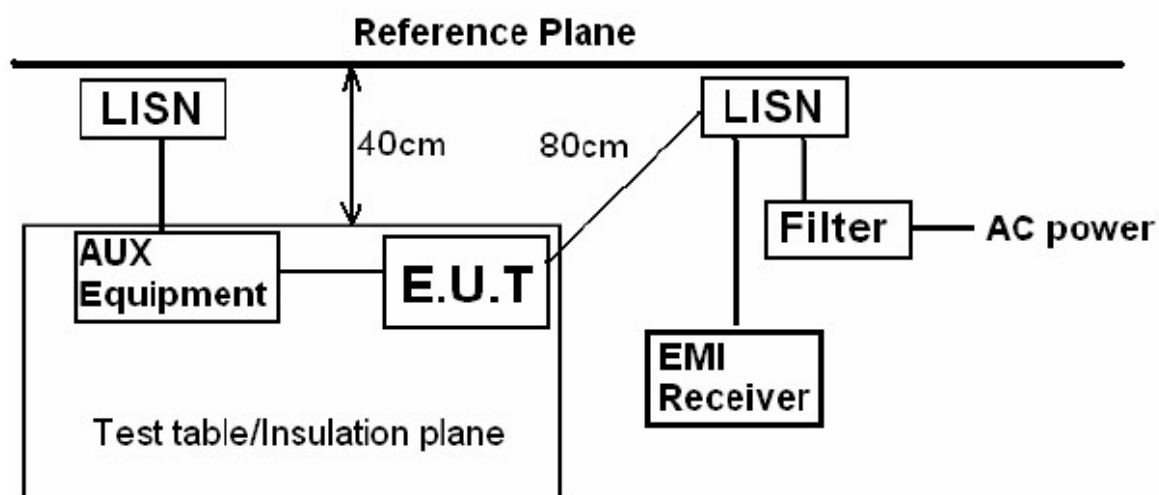 Reference Plane
LISN
40cm
80cm
LISN
Filter
AC power
AUX
Equipment
E.U.T
EMI
Receiver
Test table/Insulation plane